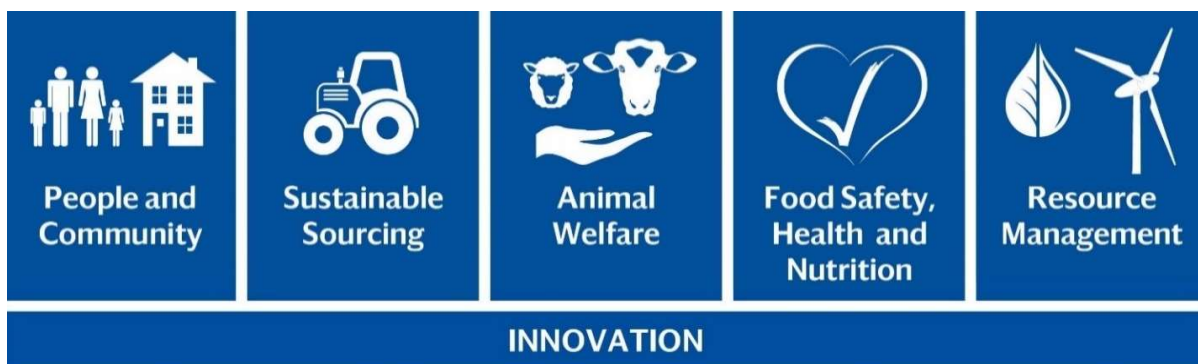 People and
Community
Sustainable
Sourcing
Animal
Welfare
Food Safety,
Health and
Nutrition
Resource
Management
INNOVATION